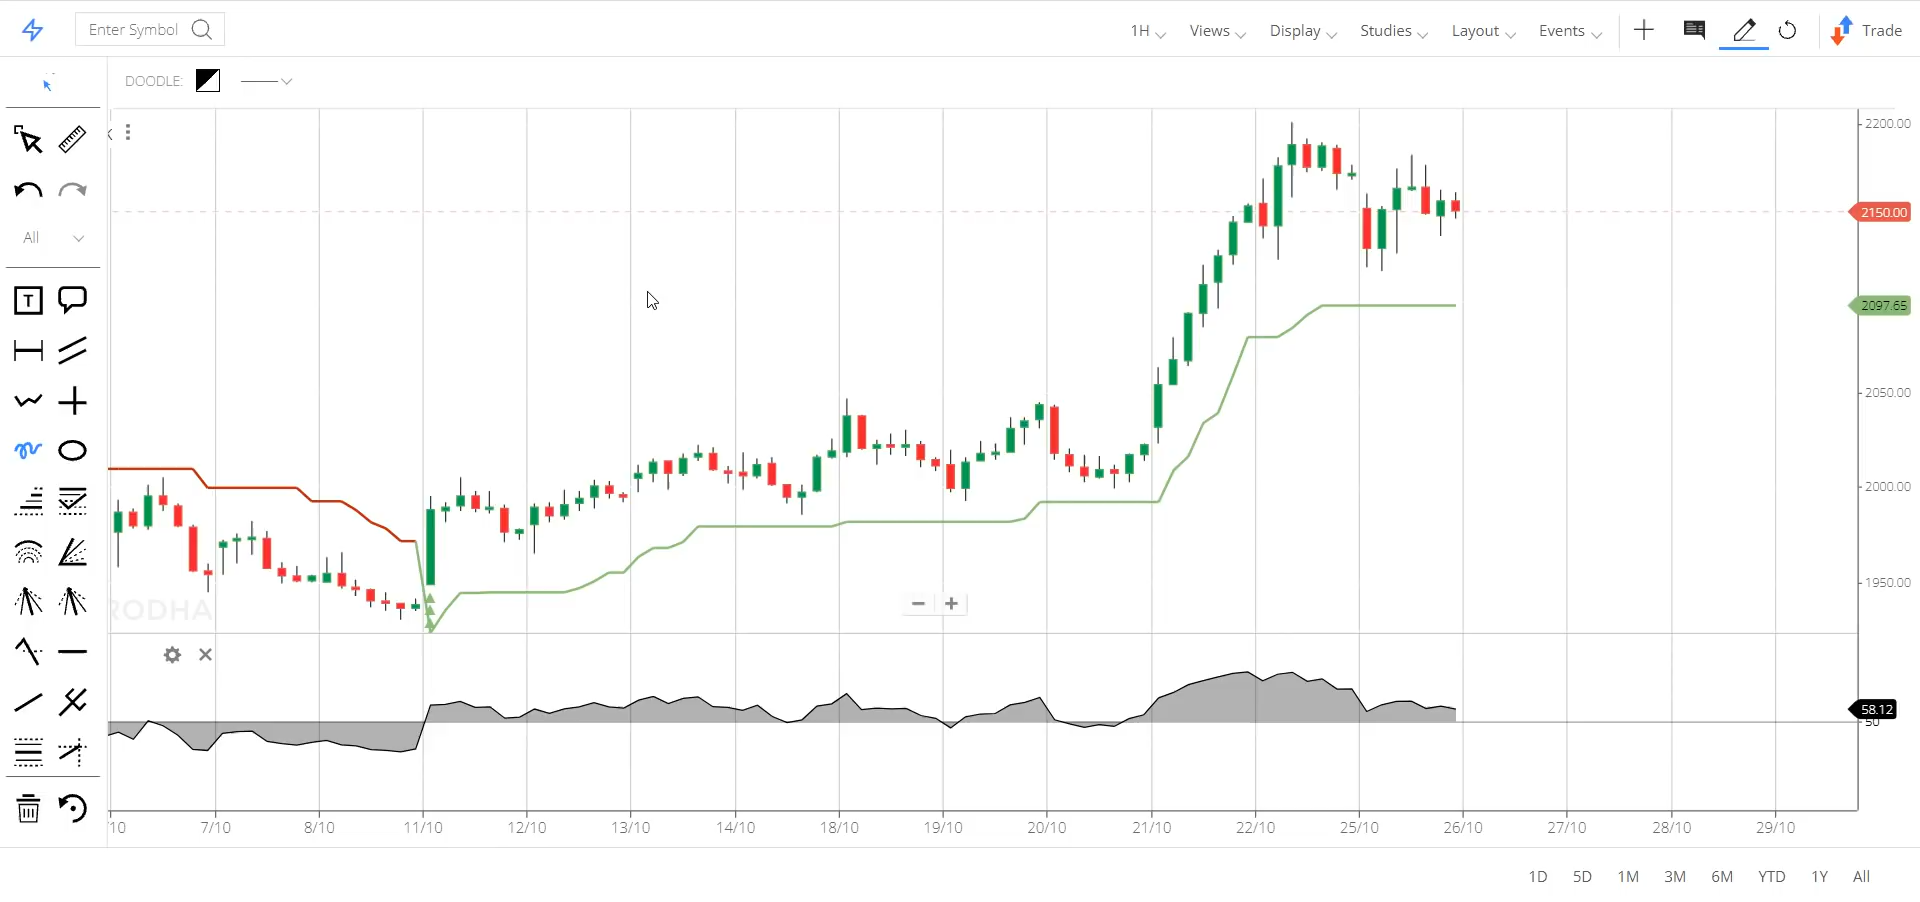 Enter Symbol
1H Views Display Studies Layout Events Trade
DOODLE:
All
T
2200.00
2150.00
2097.65
2050.00
2000.00
1950.00
RODHA
58.12
50
/10 7/10 8/10 11/10 12/10 13/10 14/10 18/10 19/10 20/10 21/10 22/10 25/10 26/10 27/10 28/10 29/10
1D 5D 1M 3M 6M YTD 1Y All